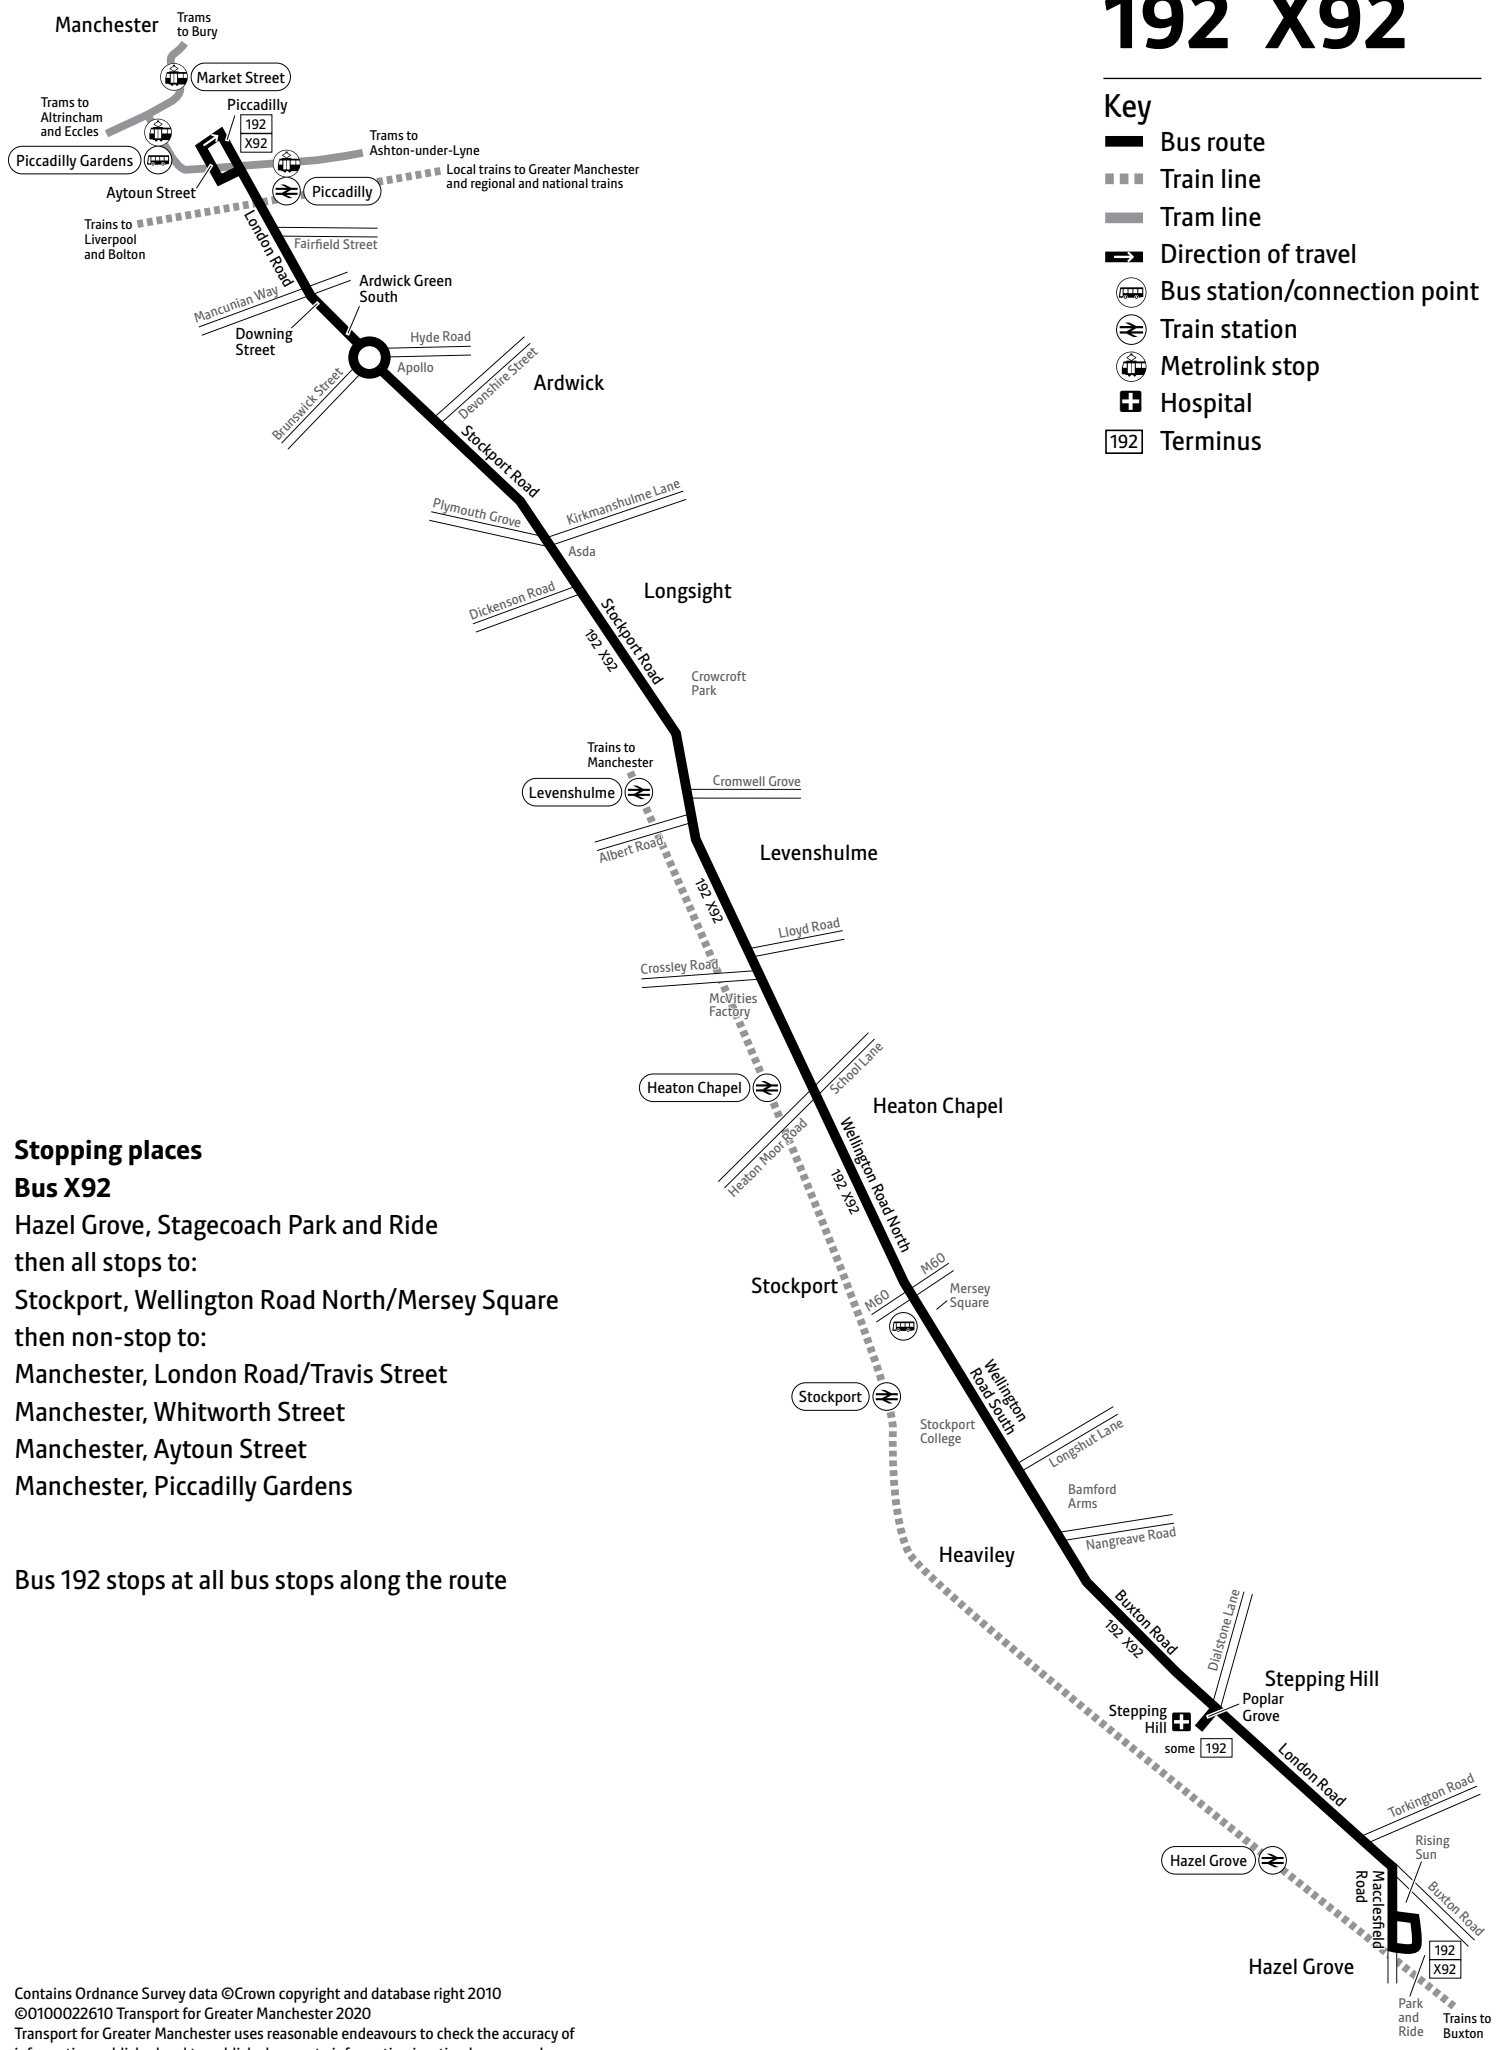 192 X92
Key
Bus route
Train line
Tram line
Direction of travel
Bus station/connection point
Train station
Metrolink stop
Hospital
192 Terminus
Manchester
Trams
to Bury
Market Street
Trams to
Altrincham
and Eccles
Piccadilly
192
X92
Trams to
Ashton-under-Lyne
Piccadilly Gardens
Local trains to Greater Manchester
and regional and national trains
Aytoun Street
Piccadilly
Trains to
Liverpool
and Bolton
London Road
Fairfield Street
Mancunian Way
Ardwick Green
South
Downing
Street
Hyde Road
Apollo
Brunswick Street
Devonshire Street
Ardwick
Stockport Road
Plymouth Grove
Kirkmanshulme Lane
Asda
Dickenson Road
Longsight
Stockport Road
192 X92
Crowcroft
Park
Trains to
Manchester
Levenshulme
Cromwell Grove
Albert Road
Levenshulme
192 X92
Lloyd Road
Crossley Road
McVities
Factory
School Lane
Heaton Chapel
Heaton Chapel
Heaton Moor Road
Wellington Road North
192 X92
M60
Stockport
M60
Mersey
Square
Wellington
Road South
Stockport
Stockport
College
Longshut Lane
Bamford
Arms
Nangreave Road
Heaviley
Buxton Road
192 X92
Dialstone Lane
Stepping Hill
Poplar
Grove
Stepping
Hill
some 192
London Road
Torkington Road
Rising
Sun
Hazel Grove
Macclesfield
Road
Buxton Road
Hazel Grove
192
X92
Park
and
Ride
Trains to
Buxton
Stopping places
Bus X92
Hazel Grove, Stagecoach Park and Ride
then all stops to:
Stockport, Wellington Road North/Mersey Square
then non-stop to:
Manchester, London Road/Travis Street
Manchester, Whitworth Street
Manchester, Aytoun Street
Manchester, Piccadilly Gardens
Bus 192 stops at all bus stops along the route
Contains Ordnance Survey data ©Crown copyright and database right 2010
©0100022610 Transport for Greater Manchester 2020
Transport for Greater Manchester uses reasonable endeavours to check the accuracy of